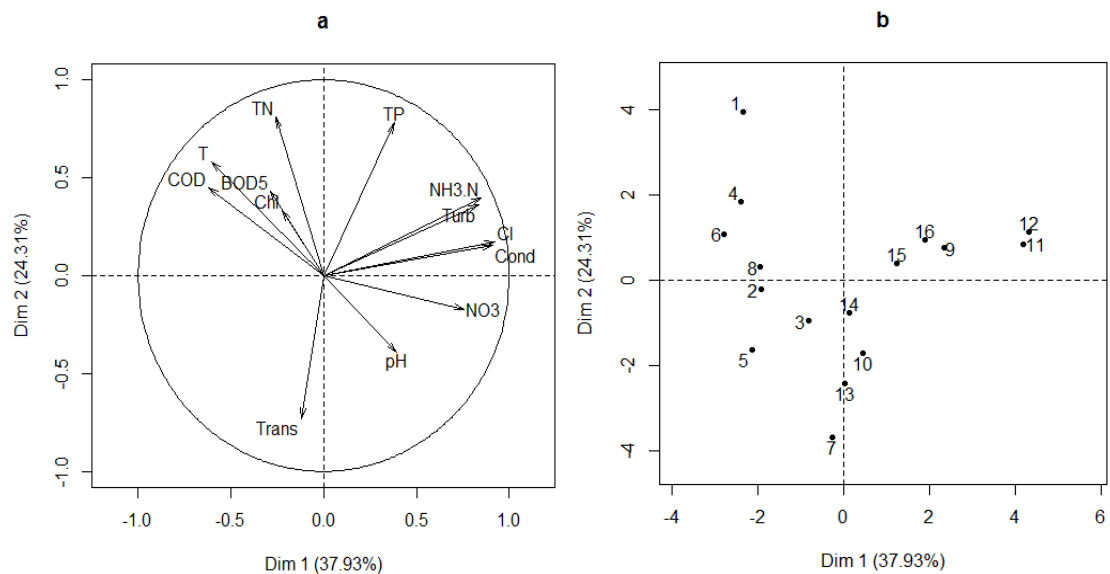 a
1.0
0.5
0.0
-0.5
-1.0
Dim 2 (24.31%)
TN
TP
T
COD
BOD5
Chl
NH3.N
Turb
Cl
Cond
NO3
pH
Trans
-1.0
-0.5
0.0
0.5
1.0
Dim 1 (37.93%)
b
4
2
0
-2
-4
Dim 2 (24.31%)
1
4
6
8
2
3
5
7
13
10
14
15
16
9
12
11
-4
-2
0
2
4
6
Dim 1 (37.93%)